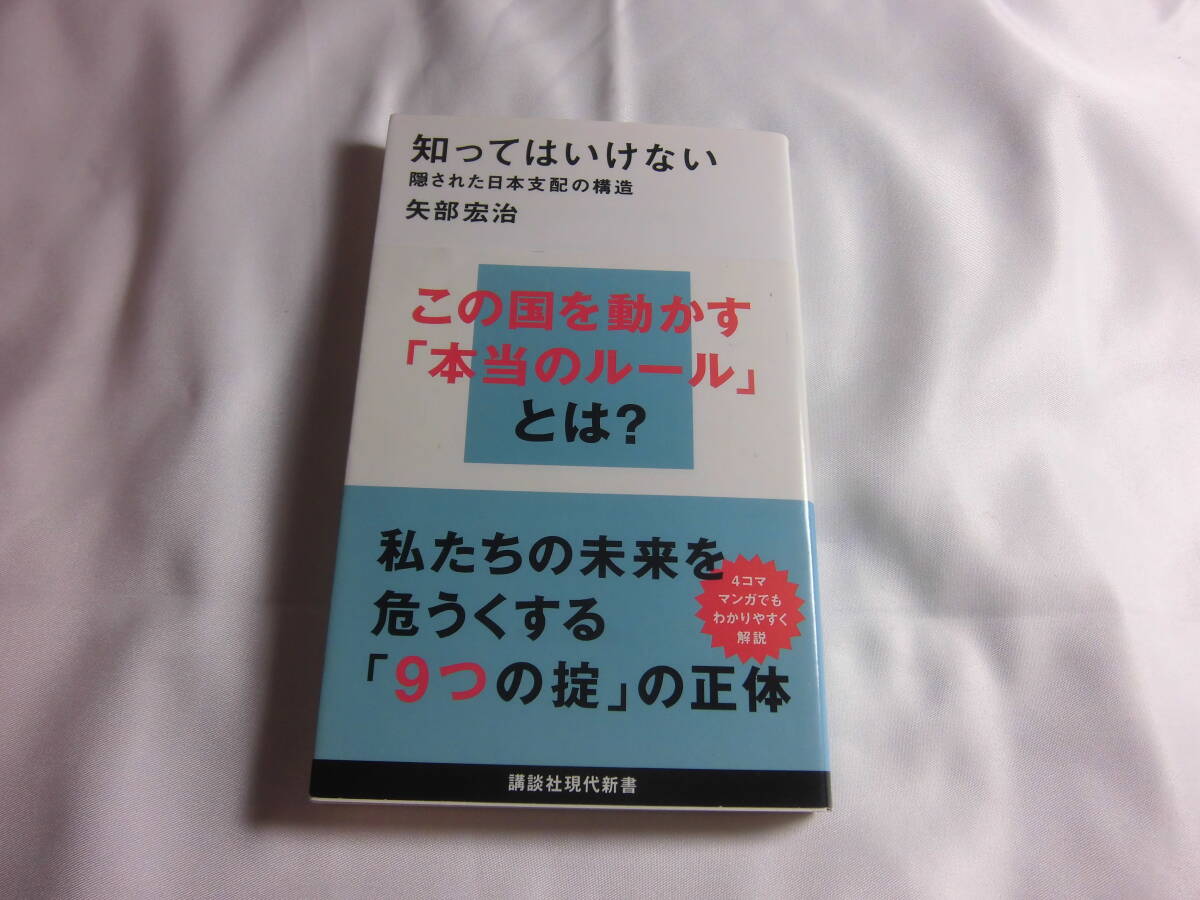 知ってはいけない
隠された日本支配の構造
矢部宏治
この国を動かす
「本当のルール」
とは?
私たちの未来を
危うくする
「9つの掟」の正体
4コマ
マンガでも
わかりやすく
解説
講談社現代新書